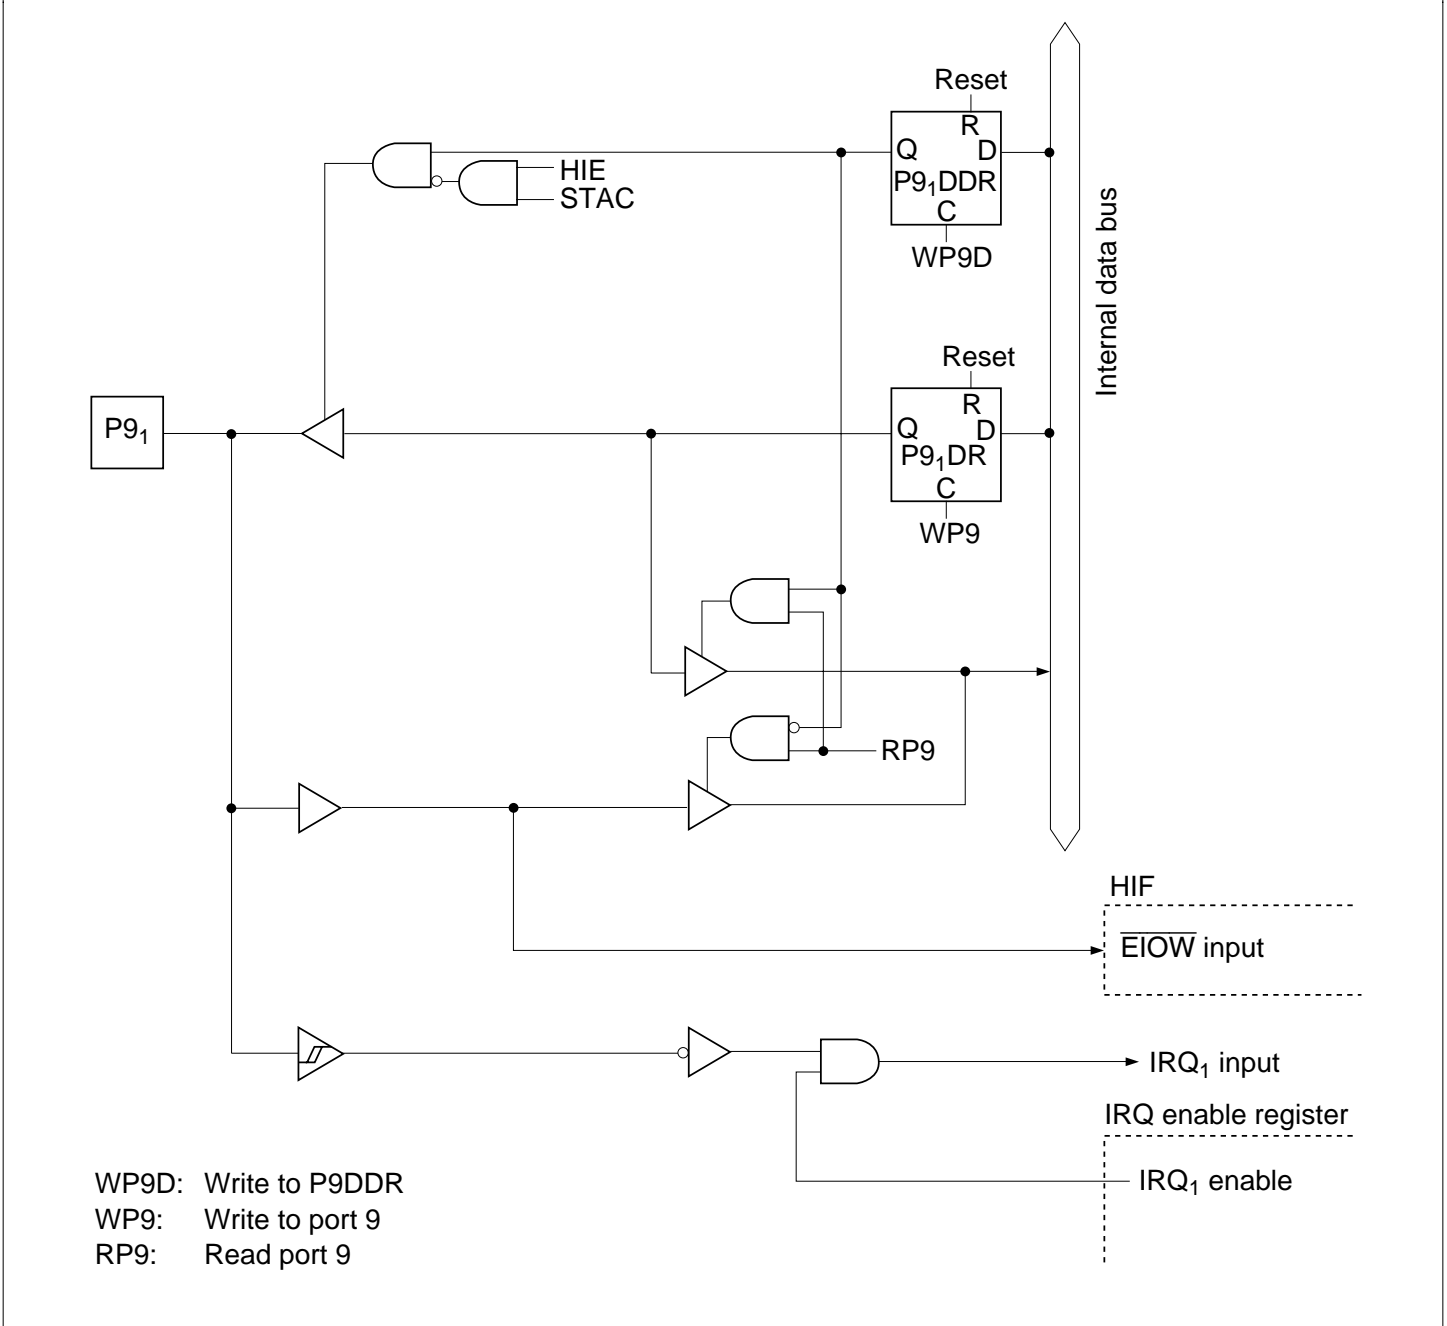 Reset
R
Q D
P9₁DDR
C
WP9D
HIE
STAC
Internal data bus
Reset
R
Q D
P9₁DR
C
WP9
P9₁
RP9
HIF
E̅I̅O̅W̅ input
IRQ₁ input
IRQ enable register
IRQ₁ enable
WP9D: Write to P9DDR
WP9: Write to port 9
RP9: Read port 9